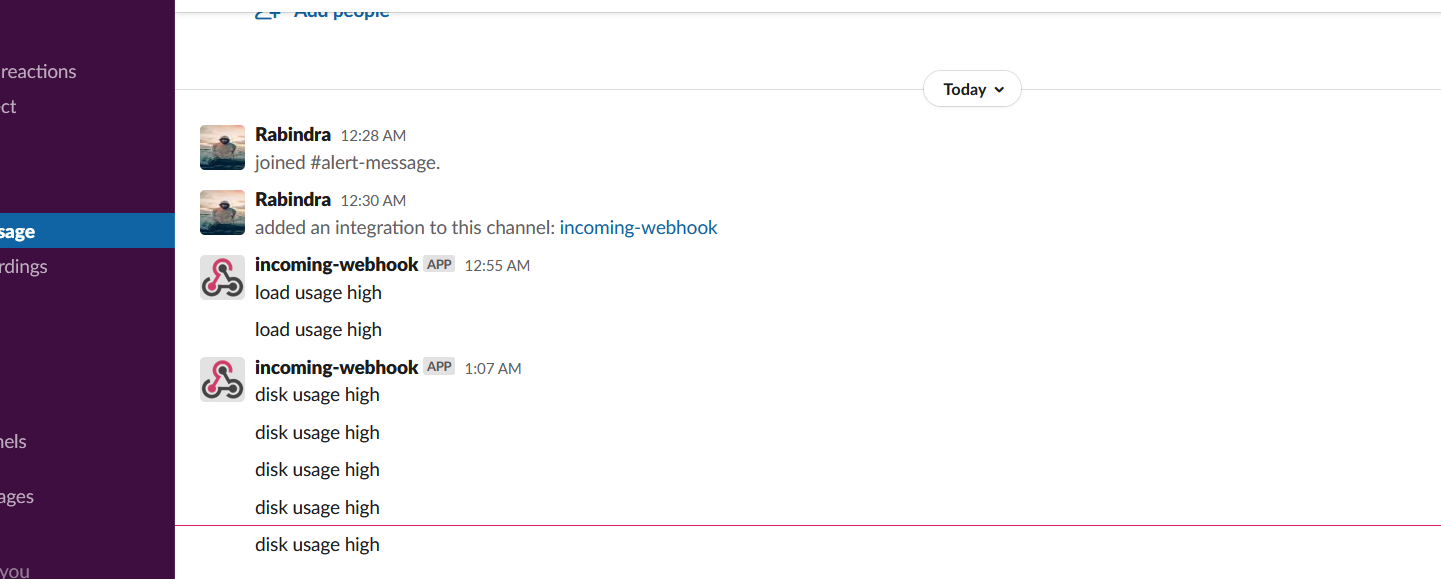 Add people
reactions
ct
Today
Rabindra 12:28 AM
joined #alert-message.
Rabindra 12:30 AM
added an integration to this channel: incoming-webhook
sage
incoming-webhook APP 12:55 AM
rdings
load usage high
load usage high
incoming-webhook APP 1:07 AM
disk usage high
disk usage high
nels
disk usage high
ages
disk usage high
disk usage high
you